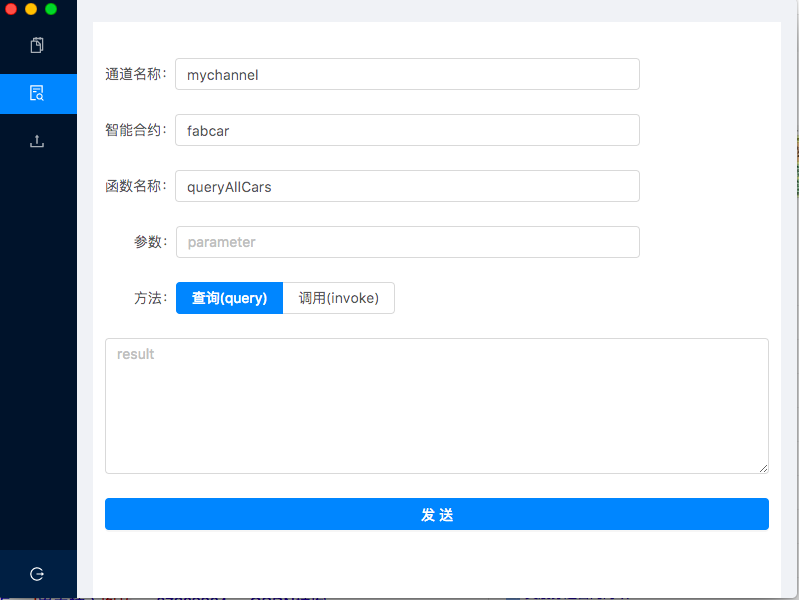 通道名称： mychannel
智能合约： fabcar
函数名称： queryAllCars
参数： parameter
方法： 查询(query) 调用(invoke)
result
发 送